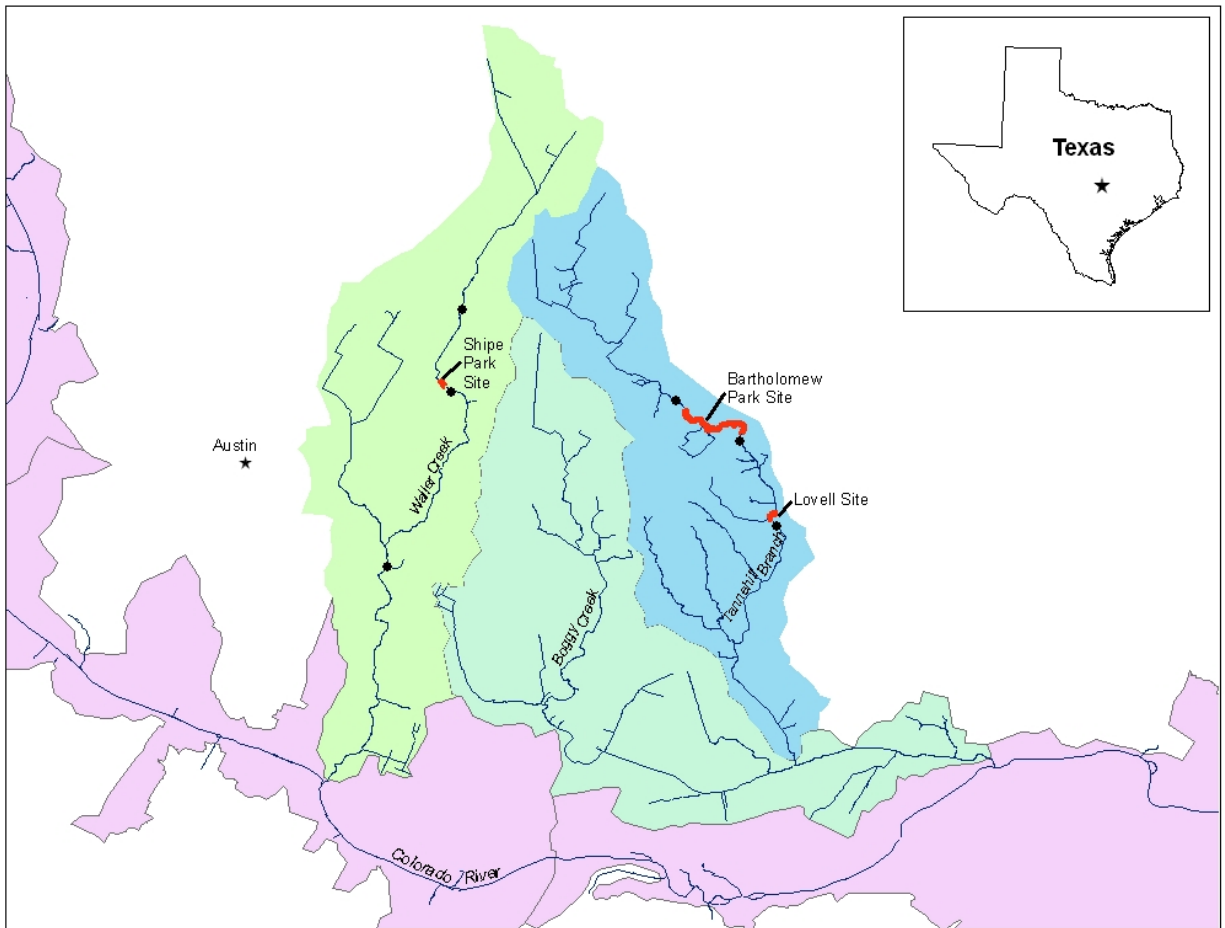 Texas
Shipe
Park
Site
Bartholomew
Park Site
Austin
Waller Creek
Lovell Site
Tannehill Branch
Boggy Creek
Colorado River